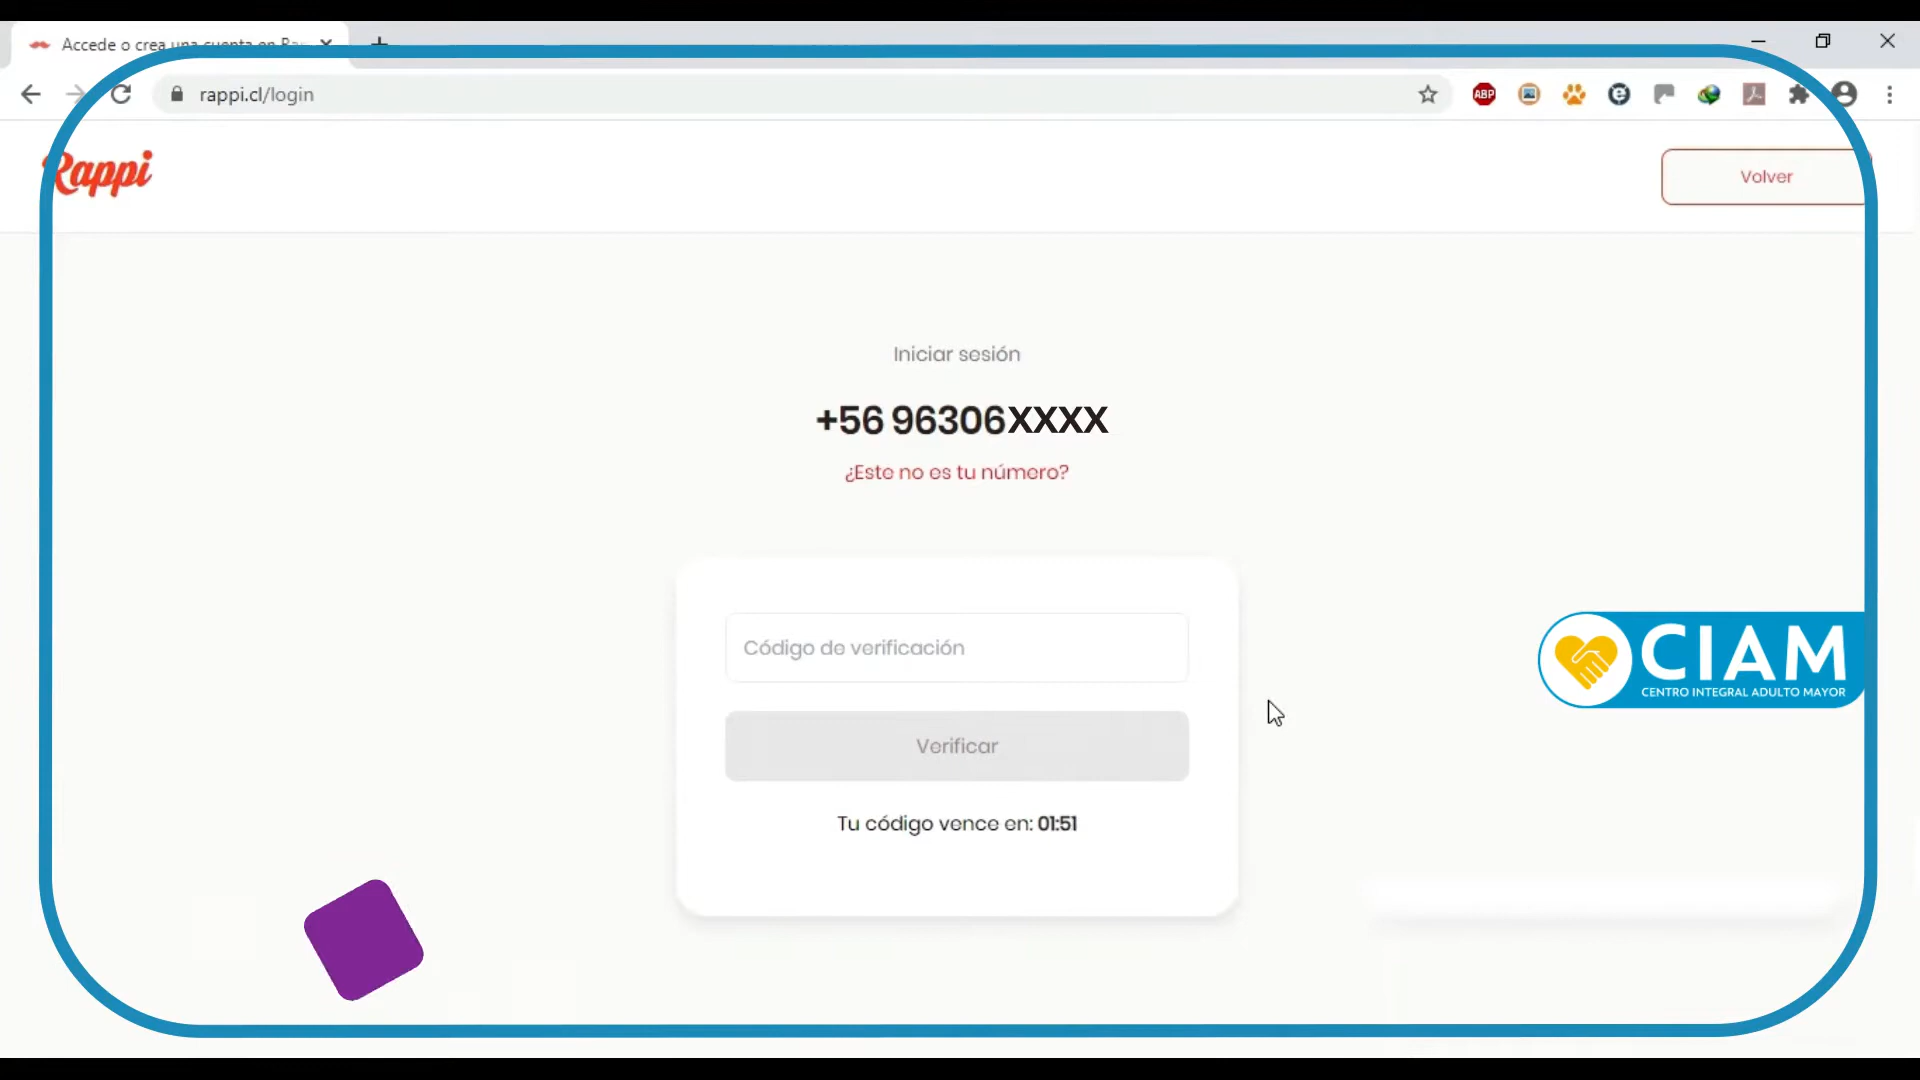 Accede o crea una cuenta en Ra
rappi.cl/login
ABP
Rappi
Volver
Iniciar sesión
+56 96306XXXX
¿Este no es tu número?
Código de verificación
Verificar
Tu código vence en: 01:51
CIAM
CENTRO INTEGRAL ADULTO MAYOR